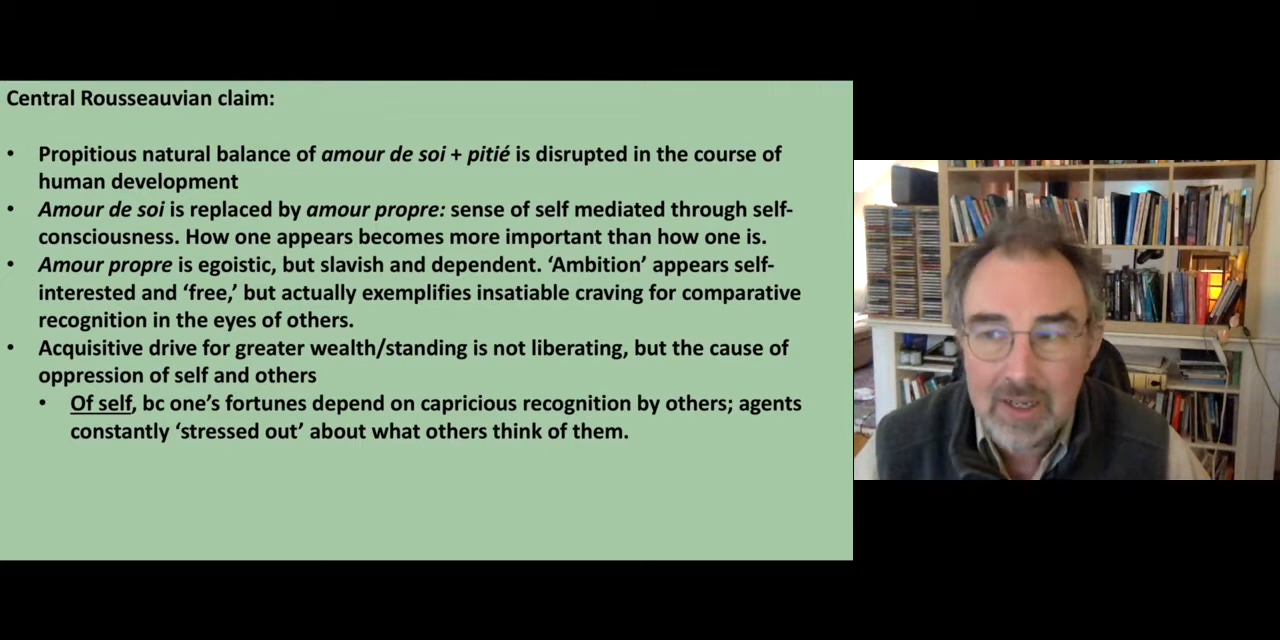 Central Rousseauvian claim:
• Propitious natural balance of amour de soi + pitié is disrupted in the course of
human development
• Amour de soi is replaced by amour propre: sense of self mediated through self-
consciousness. How one appears becomes more important than how one is.
• Amour propre is egoistic, but slavish and dependent. ‘Ambition’ appears self-
interested and ‘free,’ but actually exemplifies insatiable craving for comparative
recognition in the eyes of others.
• Acquisitive drive for greater wealth/standing is not liberating, but the cause of
oppression of self and others
• Of self, bc one’s fortunes depend on capricious recognition by others; agents
constantly ‘stressed out’ about what others think of them.